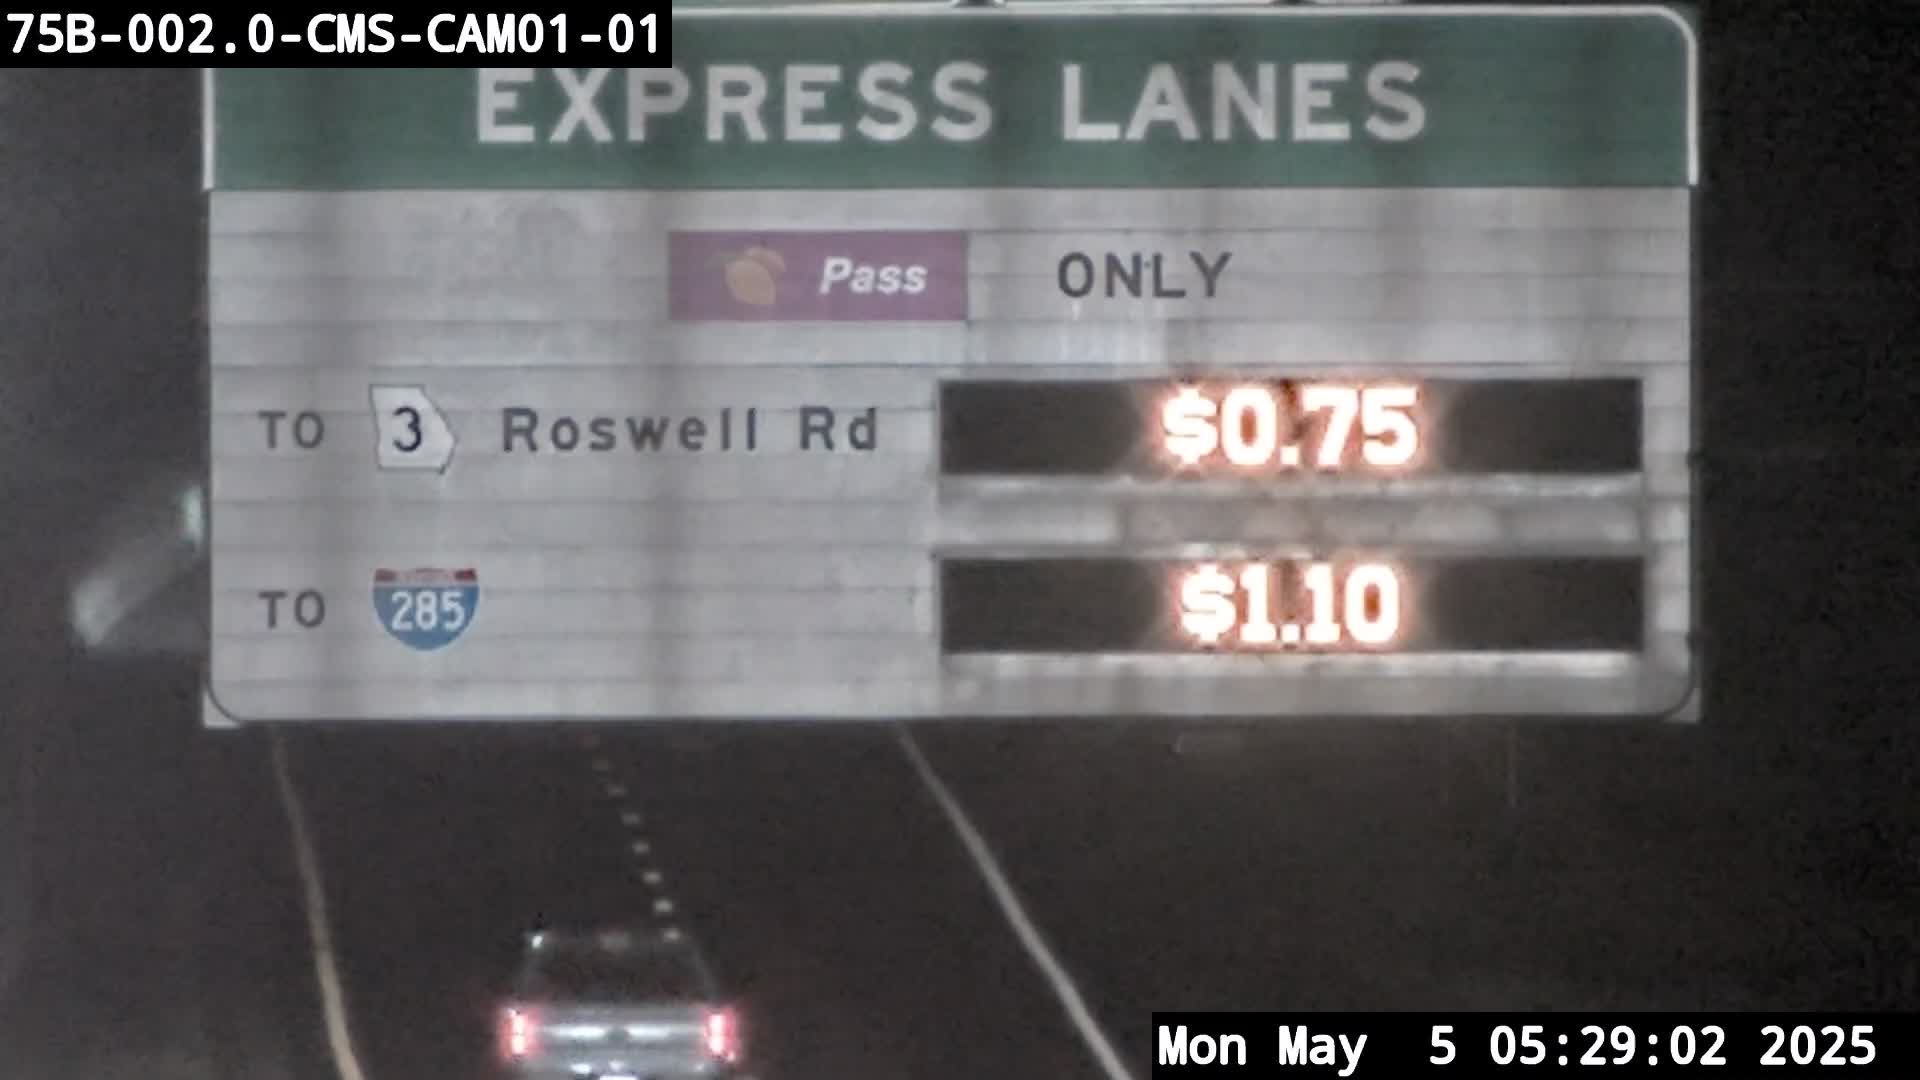 75B-002.0-CMS-CAM01-01
EXPRESS LANES
Pass ONLY
TO 3 Roswell Rd $0.75
TO 285 $1.10
Mon May 5 05:29:02 2025